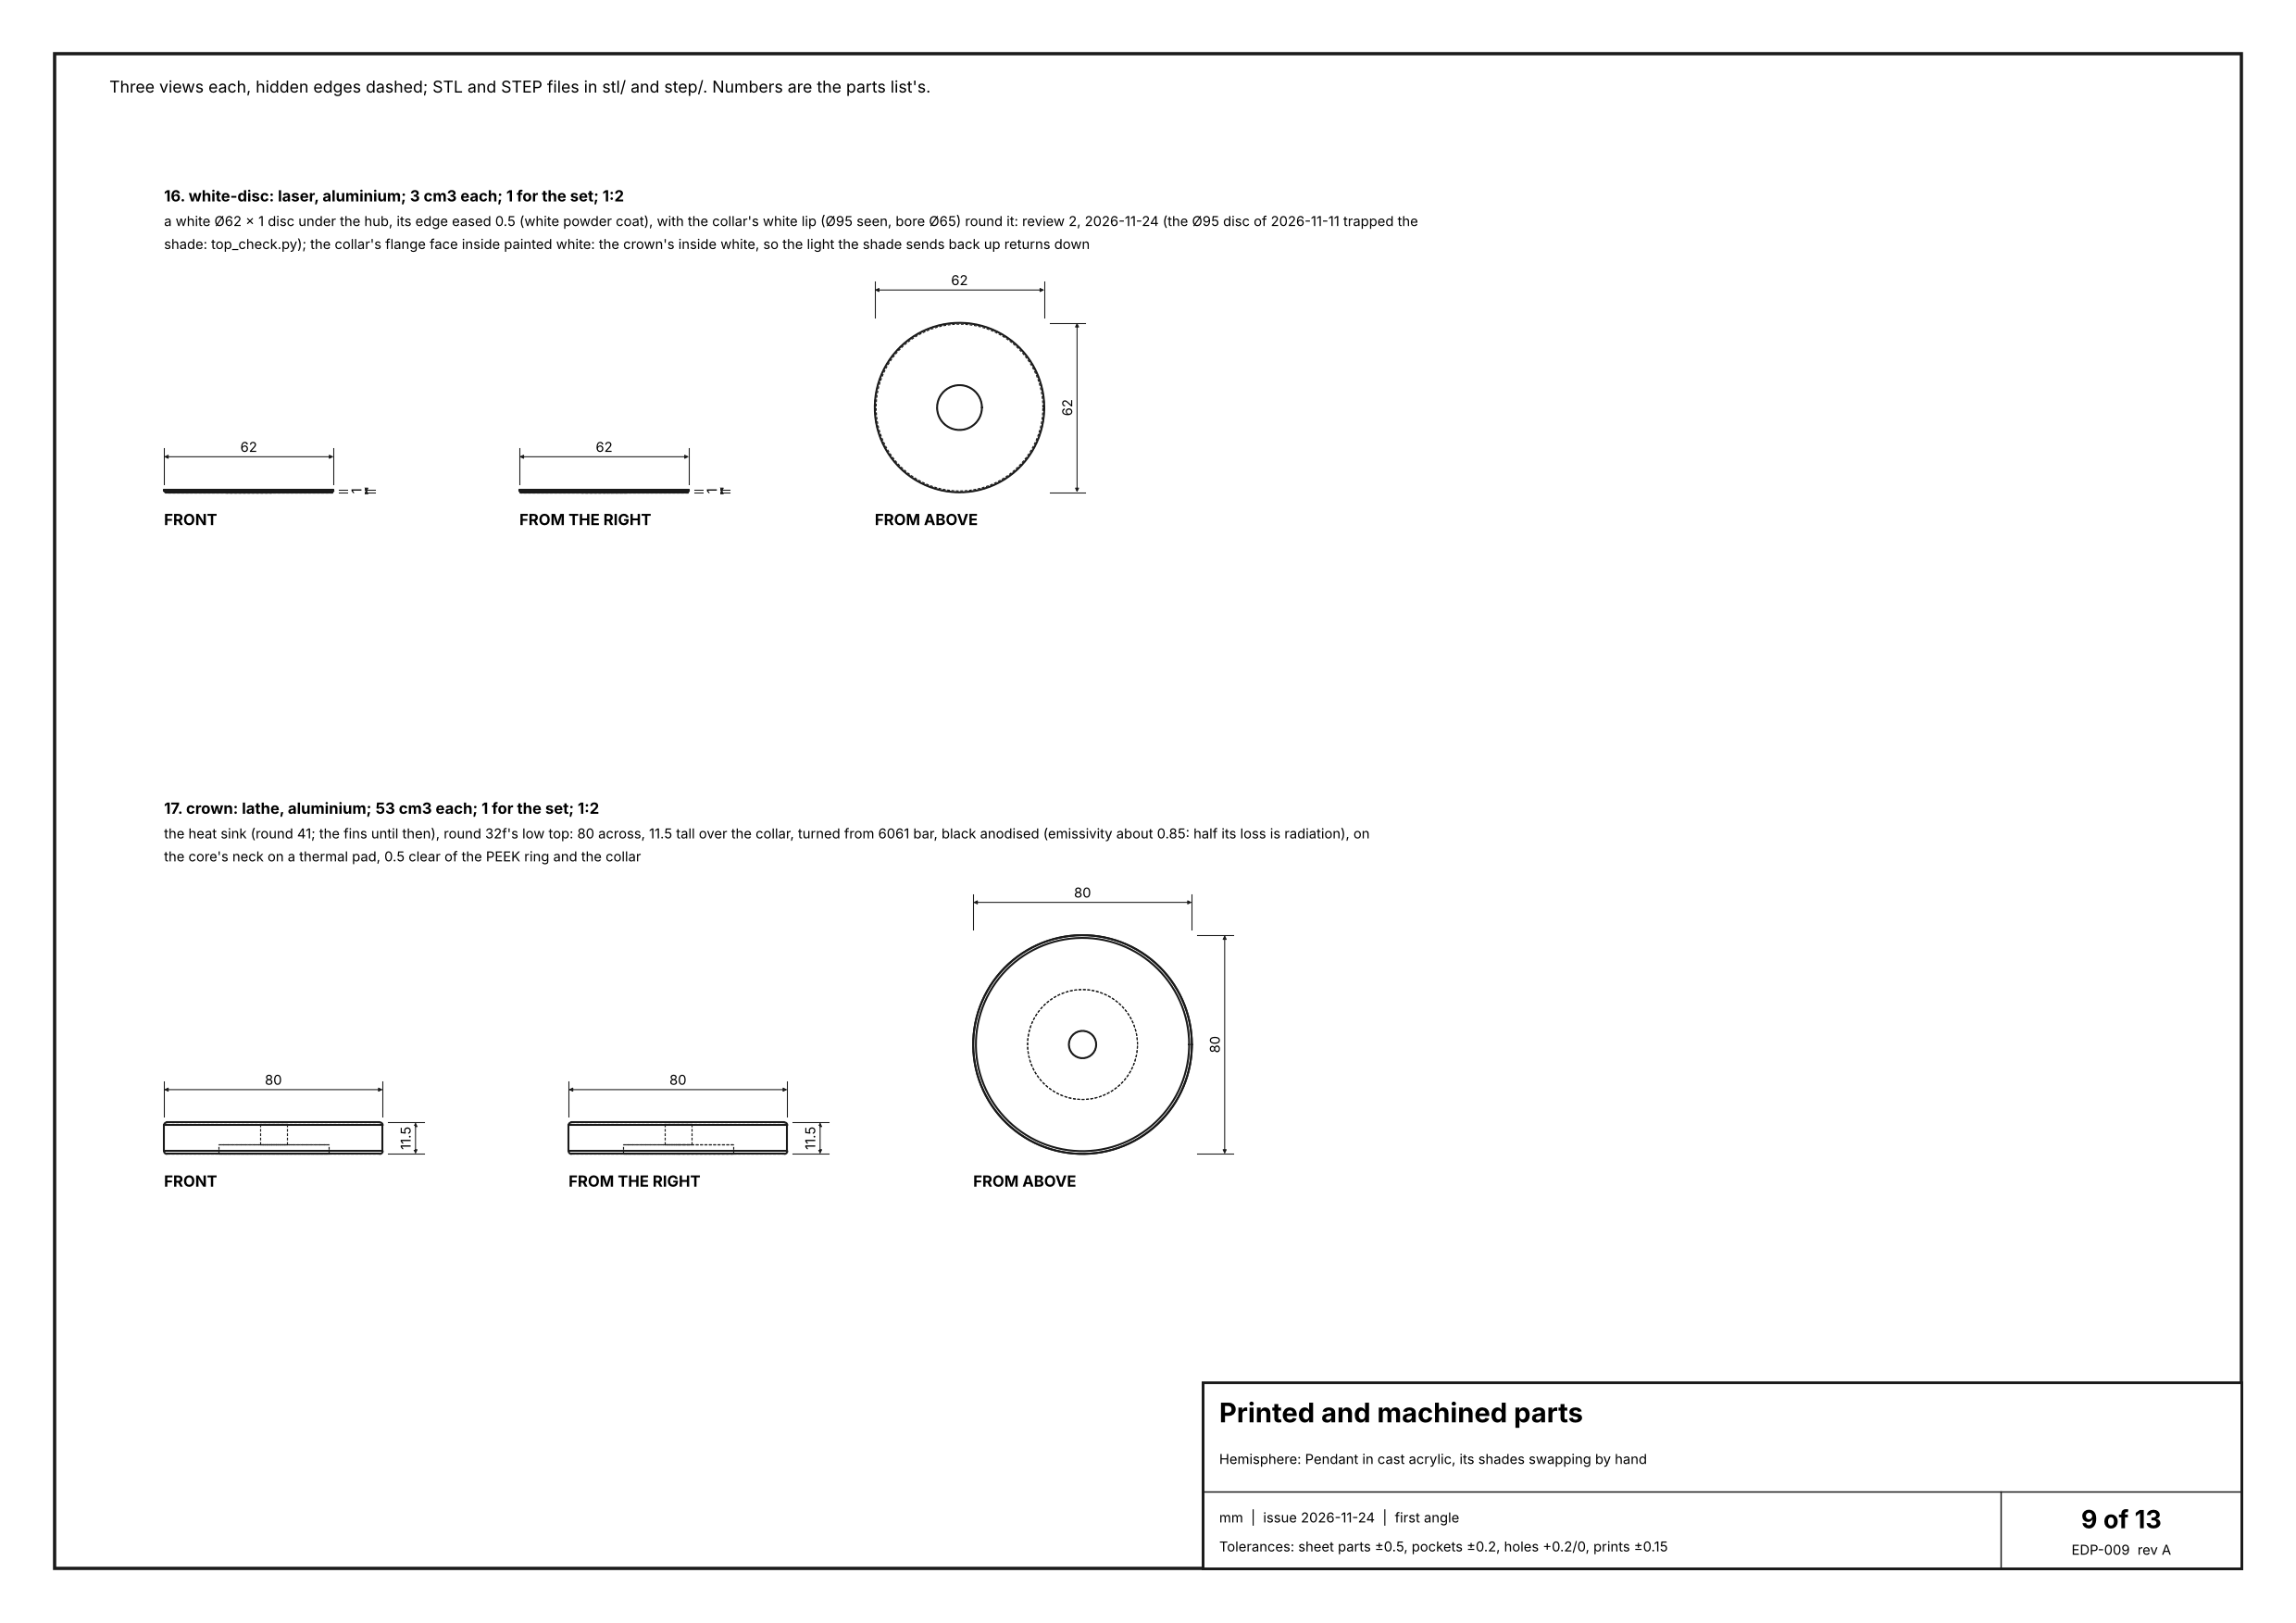 Three views each, hidden edges dashed; STL and STEP files in stl/ and step/. Numbers are the parts list's.
16. white-disc: laser, aluminium; 3 cm3 each; 1 for the set; 1:2
a white Ø62 × 1 disc under the hub, its edge eased 0.5 (white powder coat), with the collar's white lip (Ø95 seen, bore Ø65) round it: review 2, 2026-11-24 (the Ø95 disc of 2026-11-11 trapped the
shade: top_check.py); the collar's flange face inside painted white: the crown's inside white, so the light the shade sends back up returns down
62
62
62
62
1
1
FRONT
FROM THE RIGHT
FROM ABOVE
17. crown: lathe, aluminium; 53 cm3 each; 1 for the set; 1:2
the heat sink (round 41; the fins until then), round 32f's low top: 80 across, 11.5 tall over the collar, turned from 6061 bar, black anodised (emissivity about 0.85: half its loss is radiation), on
the core's neck on a thermal pad, 0.5 clear of the PEEK ring and the collar
80
80
80
80
11.5
11.5
FRONT
FROM THE RIGHT
FROM ABOVE
Printed and machined parts
Hemisphere: Pendant in cast acrylic, its shades swapping by hand
mm | issue 2026-11-24 | first angle
Tolerances: sheet parts ±0.5, pockets ±0.2, holes +0.2/0, prints ±0.15
9 of 13
EDP-009 rev A